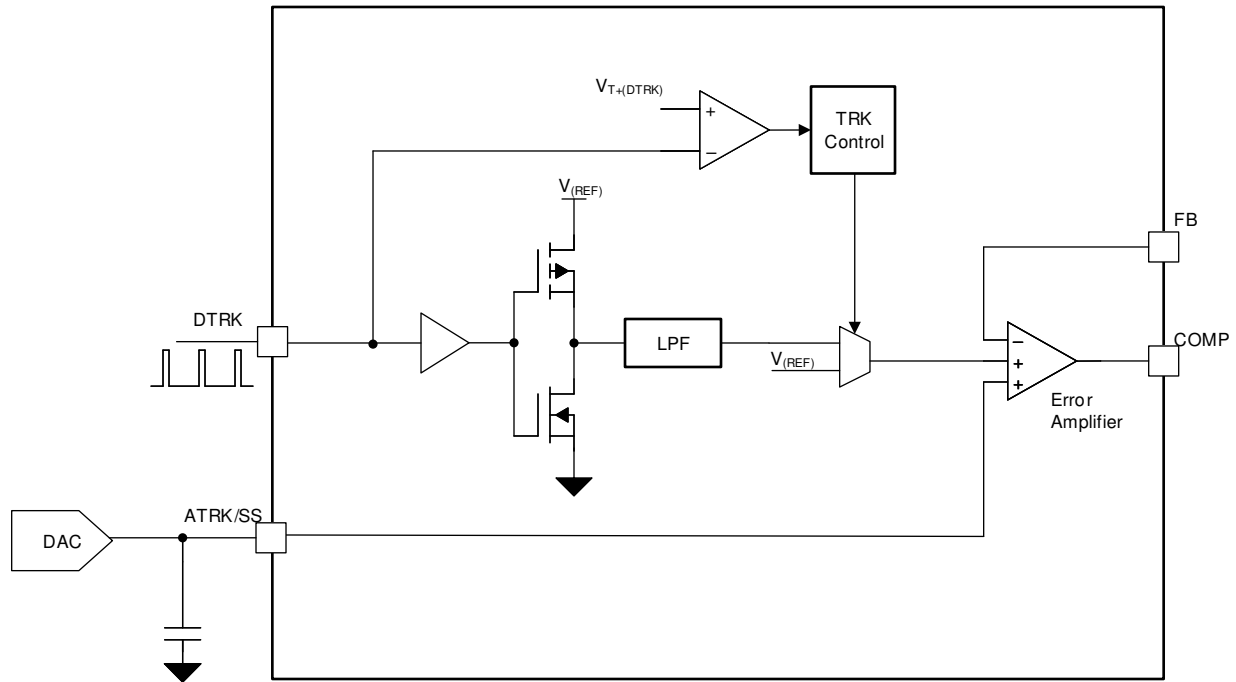 V_T+(DTRK)
+
−
TRK
Control
V_(REF)
FB
DTRK
LPF
V_(REF)
−
+
+
COMP
Error
Amplifier
ATRK/SS
DAC